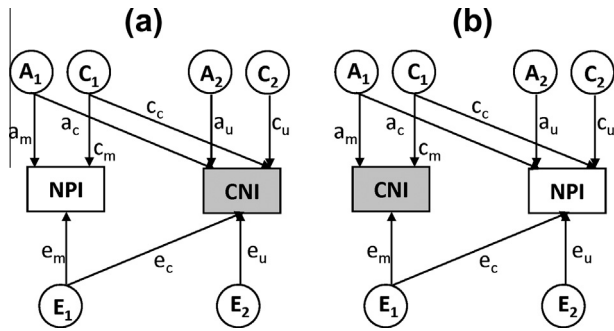 (a) (b)
A1 C1 A2 C2 A1 C1 A2 C2
cc cc
am ac au cu am ac au cu
cm cm
NPI CNI CNI NPI
em ec eu em ec eu
E1 E2 E1 E2